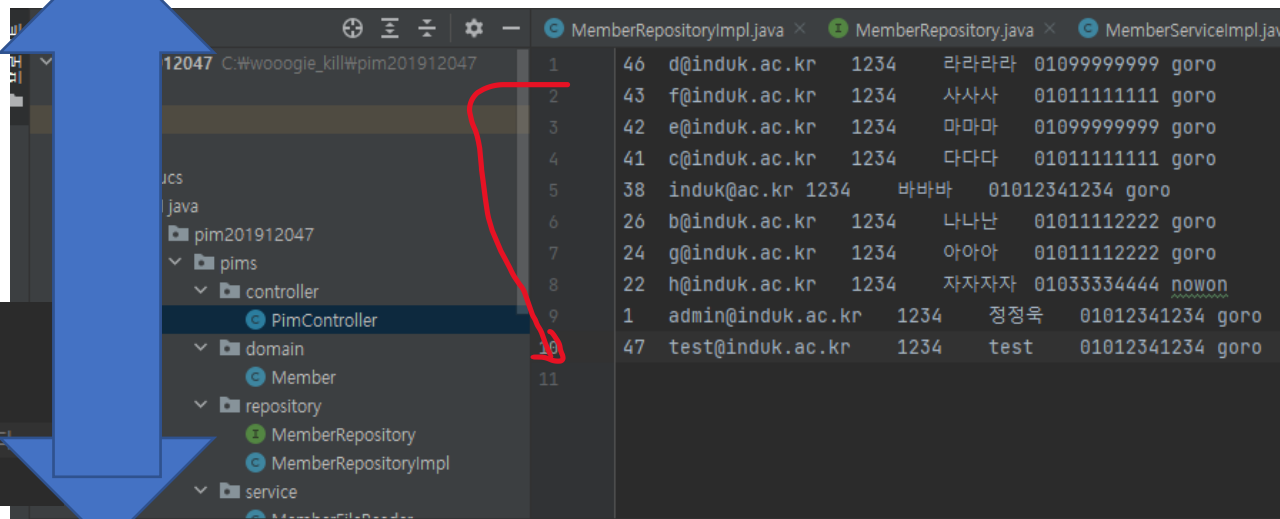 MemberRepositoryImpl.java
MemberRepository.java
MemberServiceImpl.jav
12047 C:\wooogie_kill\pim201912047
java
pim201912047
pims
controller
PimController
domain
Member
repository
MemberRepository
MemberRepositoryImpl
service
MemberFileReader
1 46 d@induk.ac.kr 1234 라라라라 01099999999 goro
2 43 f@induk.ac.kr 1234 사사사 01011111111 goro
3 42 e@induk.ac.kr 1234 마마마 01099999999 goro
4 41 c@induk.ac.kr 1234 다다다 01011111111 goro
5 38 induk@ac.kr 1234 바바바 01012341234 goro
6 26 b@induk.ac.kr 1234 나나난 01011112222 goro
7 24 g@induk.ac.kr 1234 아아아 01011112222 goro
8 22 h@induk.ac.kr 1234 자자자자 01033334444 nowon
9 1 admin@induk.ac.kr 1234 정정욱 01012341234 goro
10 47 test@induk.ac.kr 1234 test 01012341234 goro
11